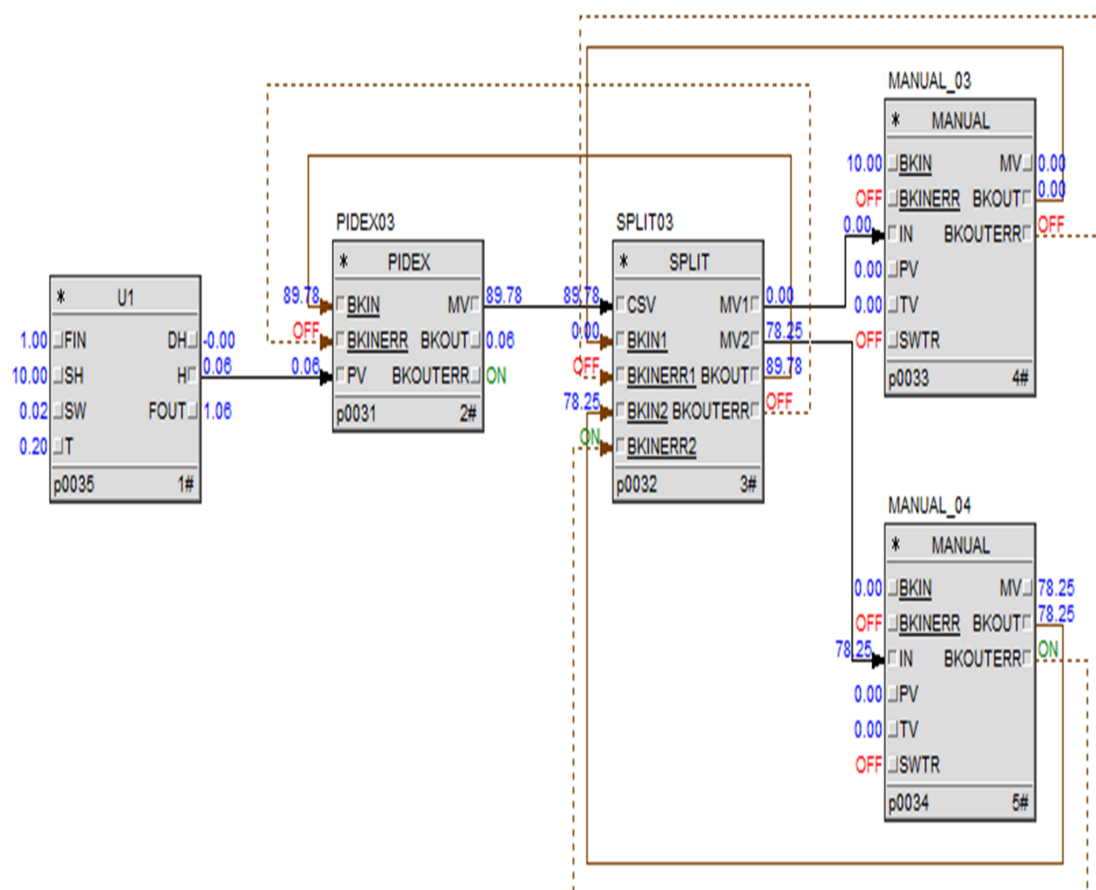 MANUAL_03
* MANUAL
10.00 BKIN MV 0.00
OFF BKINERR BKOUT 0.00
0.00 IN BKOUTERR OFF
0.00 PV
0.00 TV
OFF SWTR
p0033 4#
PIDEX03
* PIDEX
89.78 BKIN MV 89.78
OFF BKINERR BKOUT 0.06
0.06 PV BKOUTERR ON
p0031 2#
SPLIT03
* SPLIT
89.78 CSV MV1 0.00
0.00 BKIN1 MV2 78.25
OFF BKINERR1 BKOUT 89.78
78.25 BKIN2 BKOUTERR OFF
ON BKINERR2
p0032 3#
* U1
1.00 FIN DH -0.00
10.00 SH H 0.06
0.02 SW FOUT 1.06
0.20 T
p0035 1#
MANUAL_04
* MANUAL
0.00 BKIN MV 78.25
OFF BKINERR BKOUT 78.25
78.25 IN BKOUTERR ON
0.00 PV
0.00 TV
OFF SWTR
p0034 5#